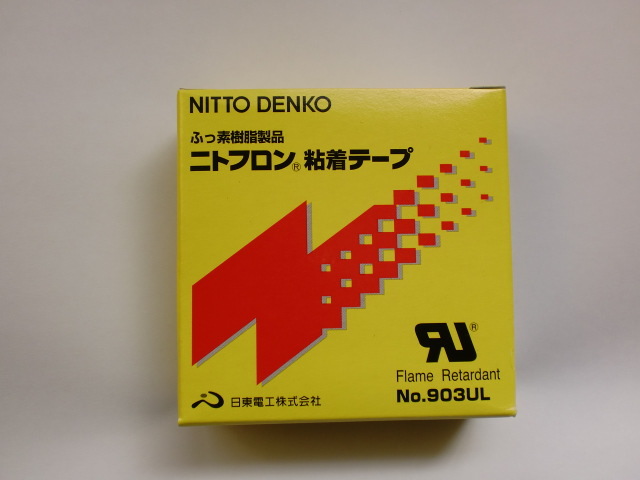 NITTO DENKO
ふっ素樹脂製品
ニトフロン® 粘着テープ
RU®
Flame Retardant
No.903UL
日東電工株式会社